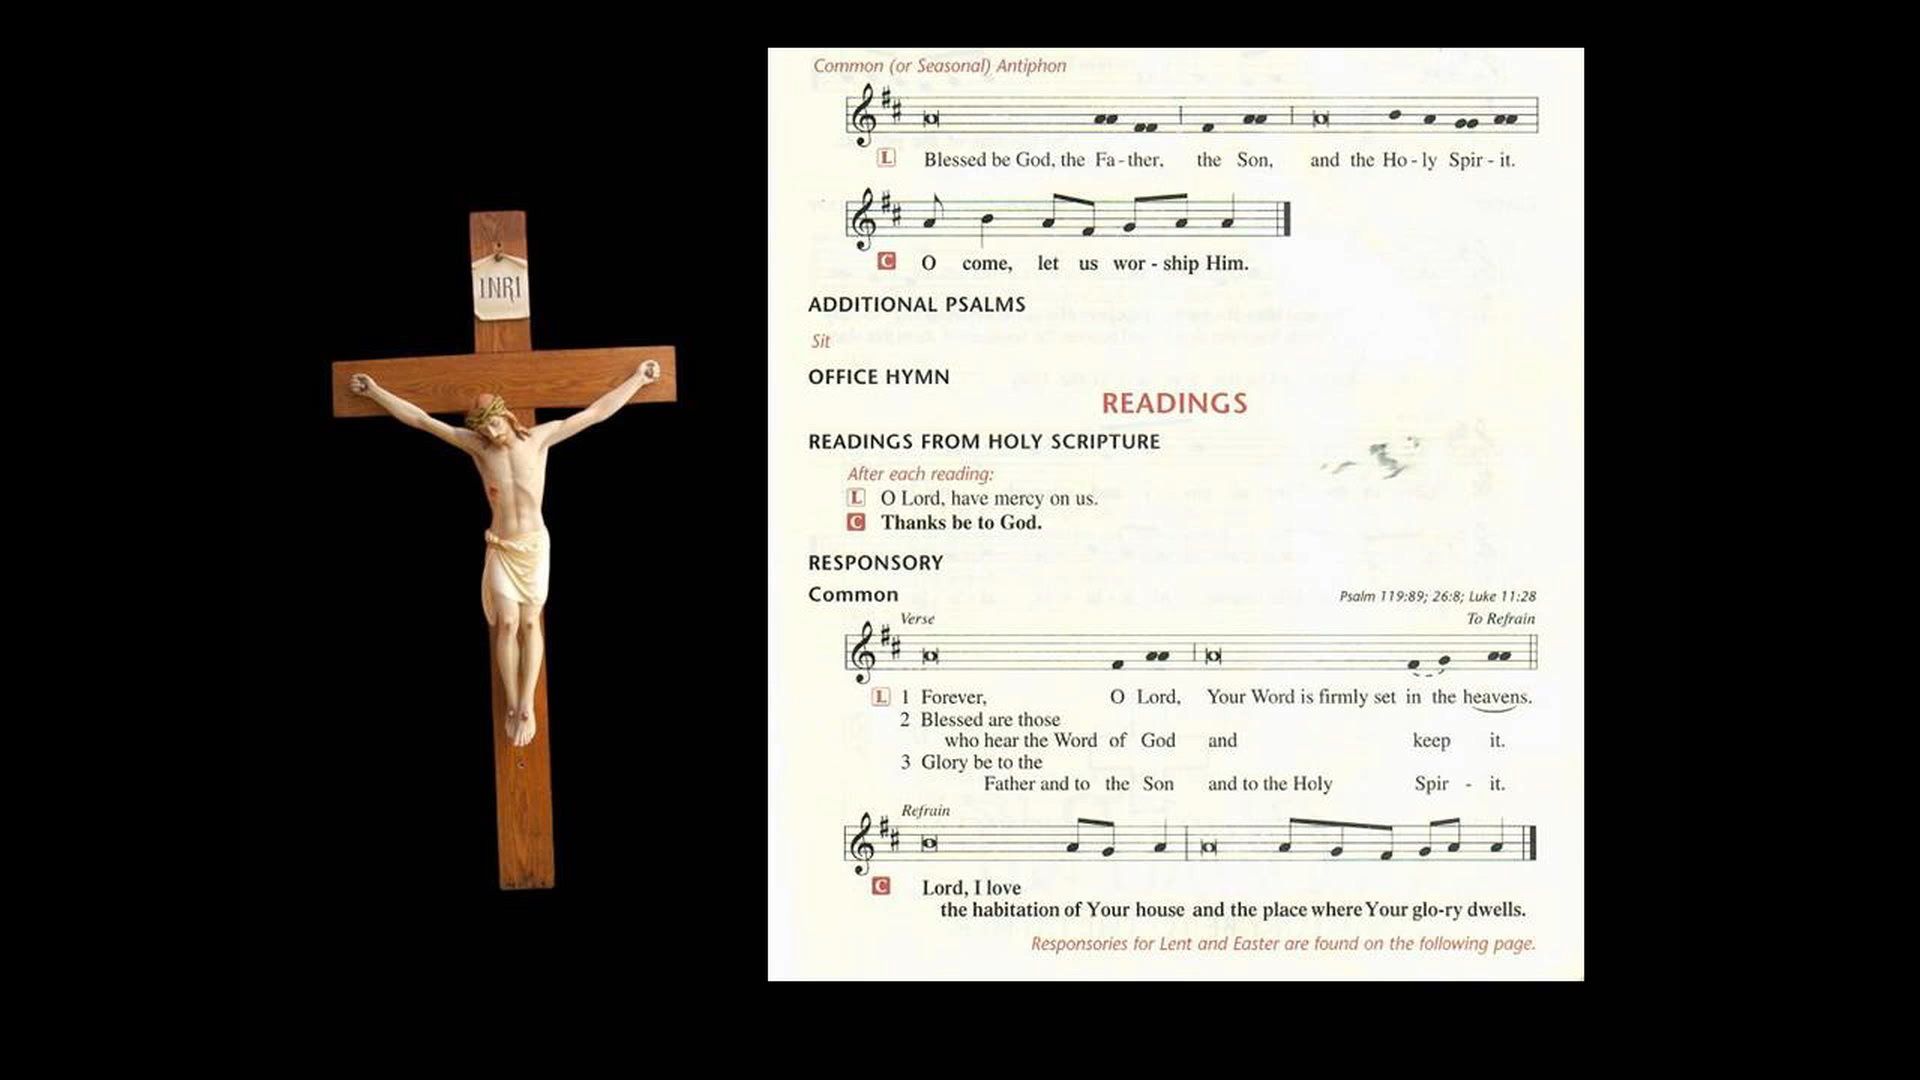 INRI
Common (or Seasonal) Antiphon
L Blessed be God, the Fa - ther, the Son, and the Ho - ly Spir - it.
C O come, let us wor - ship Him.
ADDITIONAL PSALMS
Sit
OFFICE HYMN
READINGS
READINGS FROM HOLY SCRIPTURE
After each reading:
L O Lord, have mercy on us.
C Thanks be to God.
RESPONSORY
Common Psalm 119:89; 26:8; Luke 11:28
Verse To Refrain
L 1 Forever, O Lord, Your Word is firmly set in the heavens.
2 Blessed are those
who hear the Word of God and keep it.
3 Glory be to the
Father and to the Son and to the Holy Spir - it.
Refrain
C Lord, I love
the habitation of Your house and the place where Your glo-ry dwells.
Responsories for Lent and Easter are found on the following page.